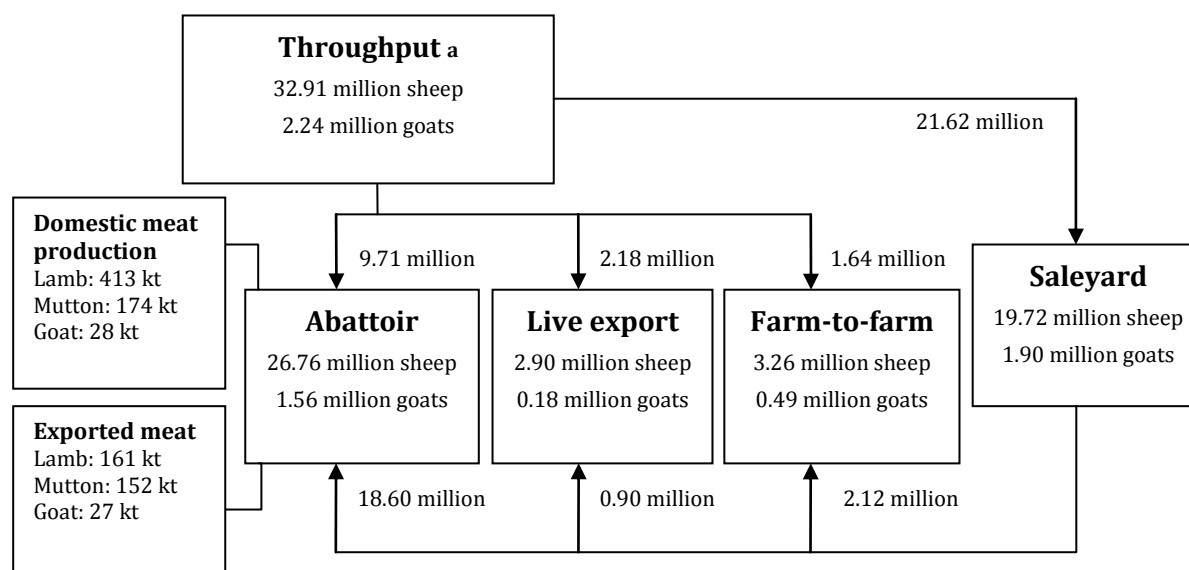 Throughput a
32.91 million sheep
2.24 million goats
21.62 million
Domestic meat
production
Lamb: 413 kt
Mutton: 174 kt
Goat: 28 kt
9.71 million
2.18 million
1.64 million
Abattoir
26.76 million sheep
1.56 million goats
Live export
2.90 million sheep
0.18 million goats
Farm-to-farm
3.26 million sheep
0.49 million goats
Saleyard
19.72 million sheep
1.90 million goats
Exported meat
Lamb: 161 kt
Mutton: 152 kt
Goat: 27 kt
18.60 million
0.90 million
2.12 million